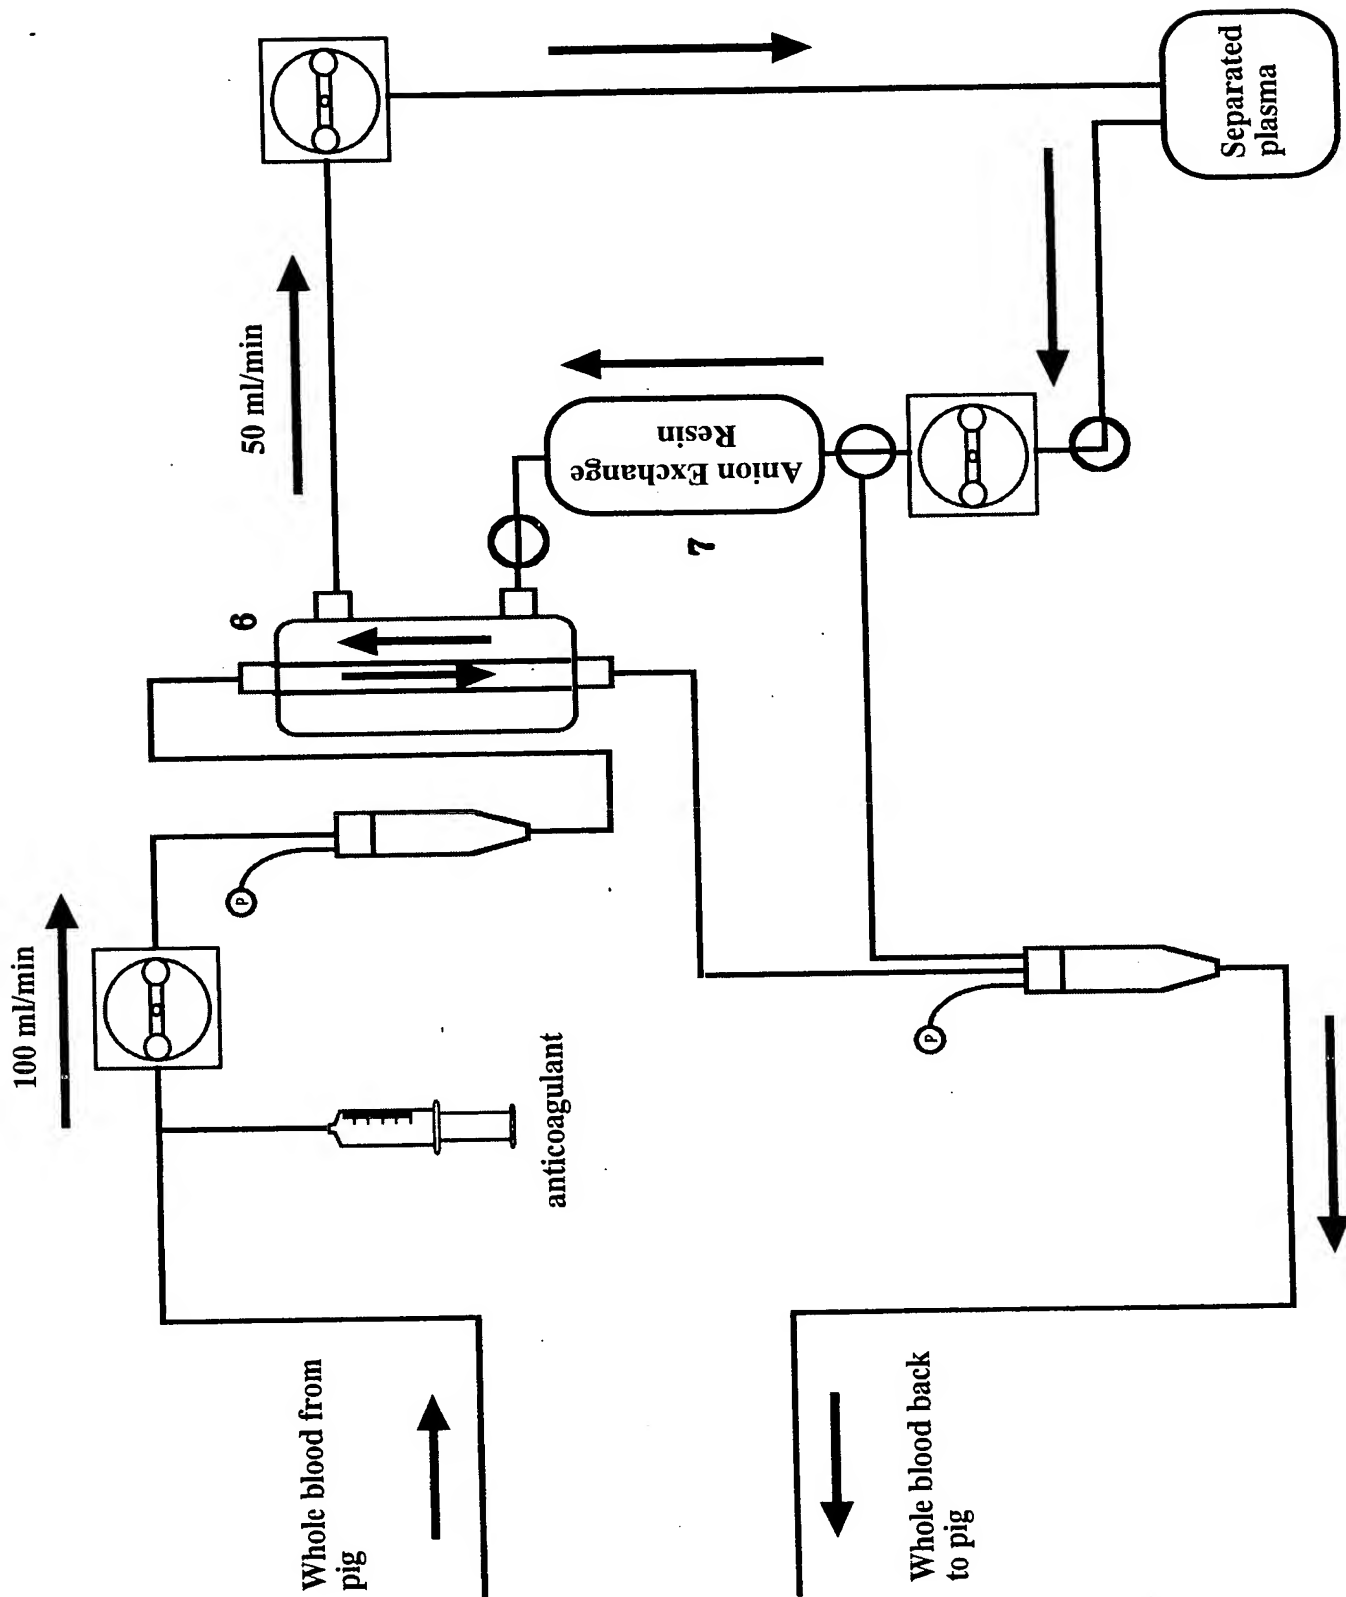 Whole blood from
pig
100 ml/min
anticoagulant
P
6
50 ml/min
Anion Exchange
Resin
7
Separated
plasma
P
Whole blood back
to pig